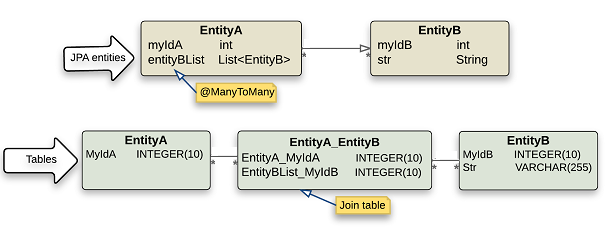 JPA entities
EntityA
myIdA int
entityBList List<EntityB>
@ManyToMany
* *
EntityB
myIdB int
str String
Tables
EntityA
MyIdA INTEGER(10)
* *
EntityA_EntityB
EntityA_MyIdA INTEGER(10)
EntityBList_MyIdB INTEGER(10)
Join table
* *
EntityB
MyIdB INTEGER(10)
Str VARCHAR(255)